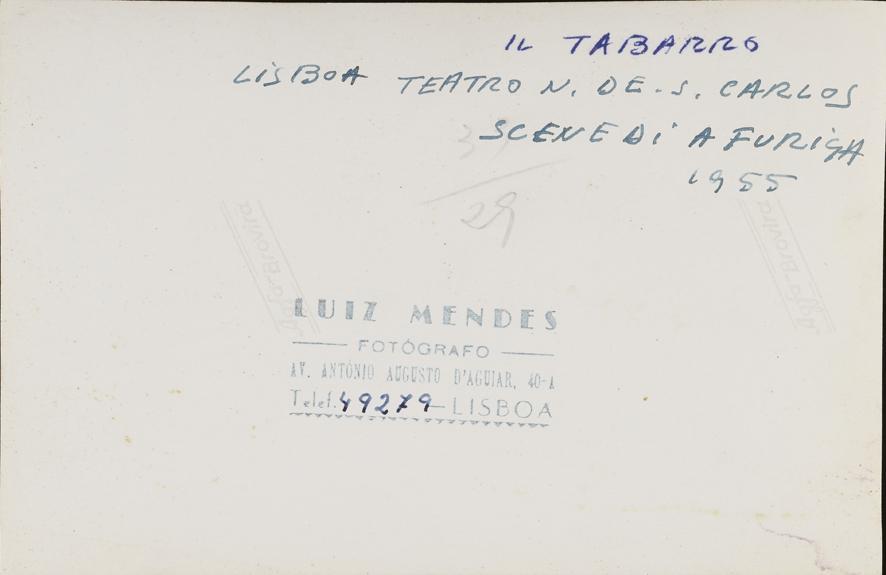 IL TABARRO
LISBOA TEATRO N. DE. S. CARLOS
SCENE DI A FURIGA
1955
29
Agfa-Brovira
Agfa-Brovira
LUIZ MENDES
FOTÓGRAFO
AV. ANTÓNIO AUGUSTO D'AGUIAR, 40-A
Telef. 49279 - LISBOA